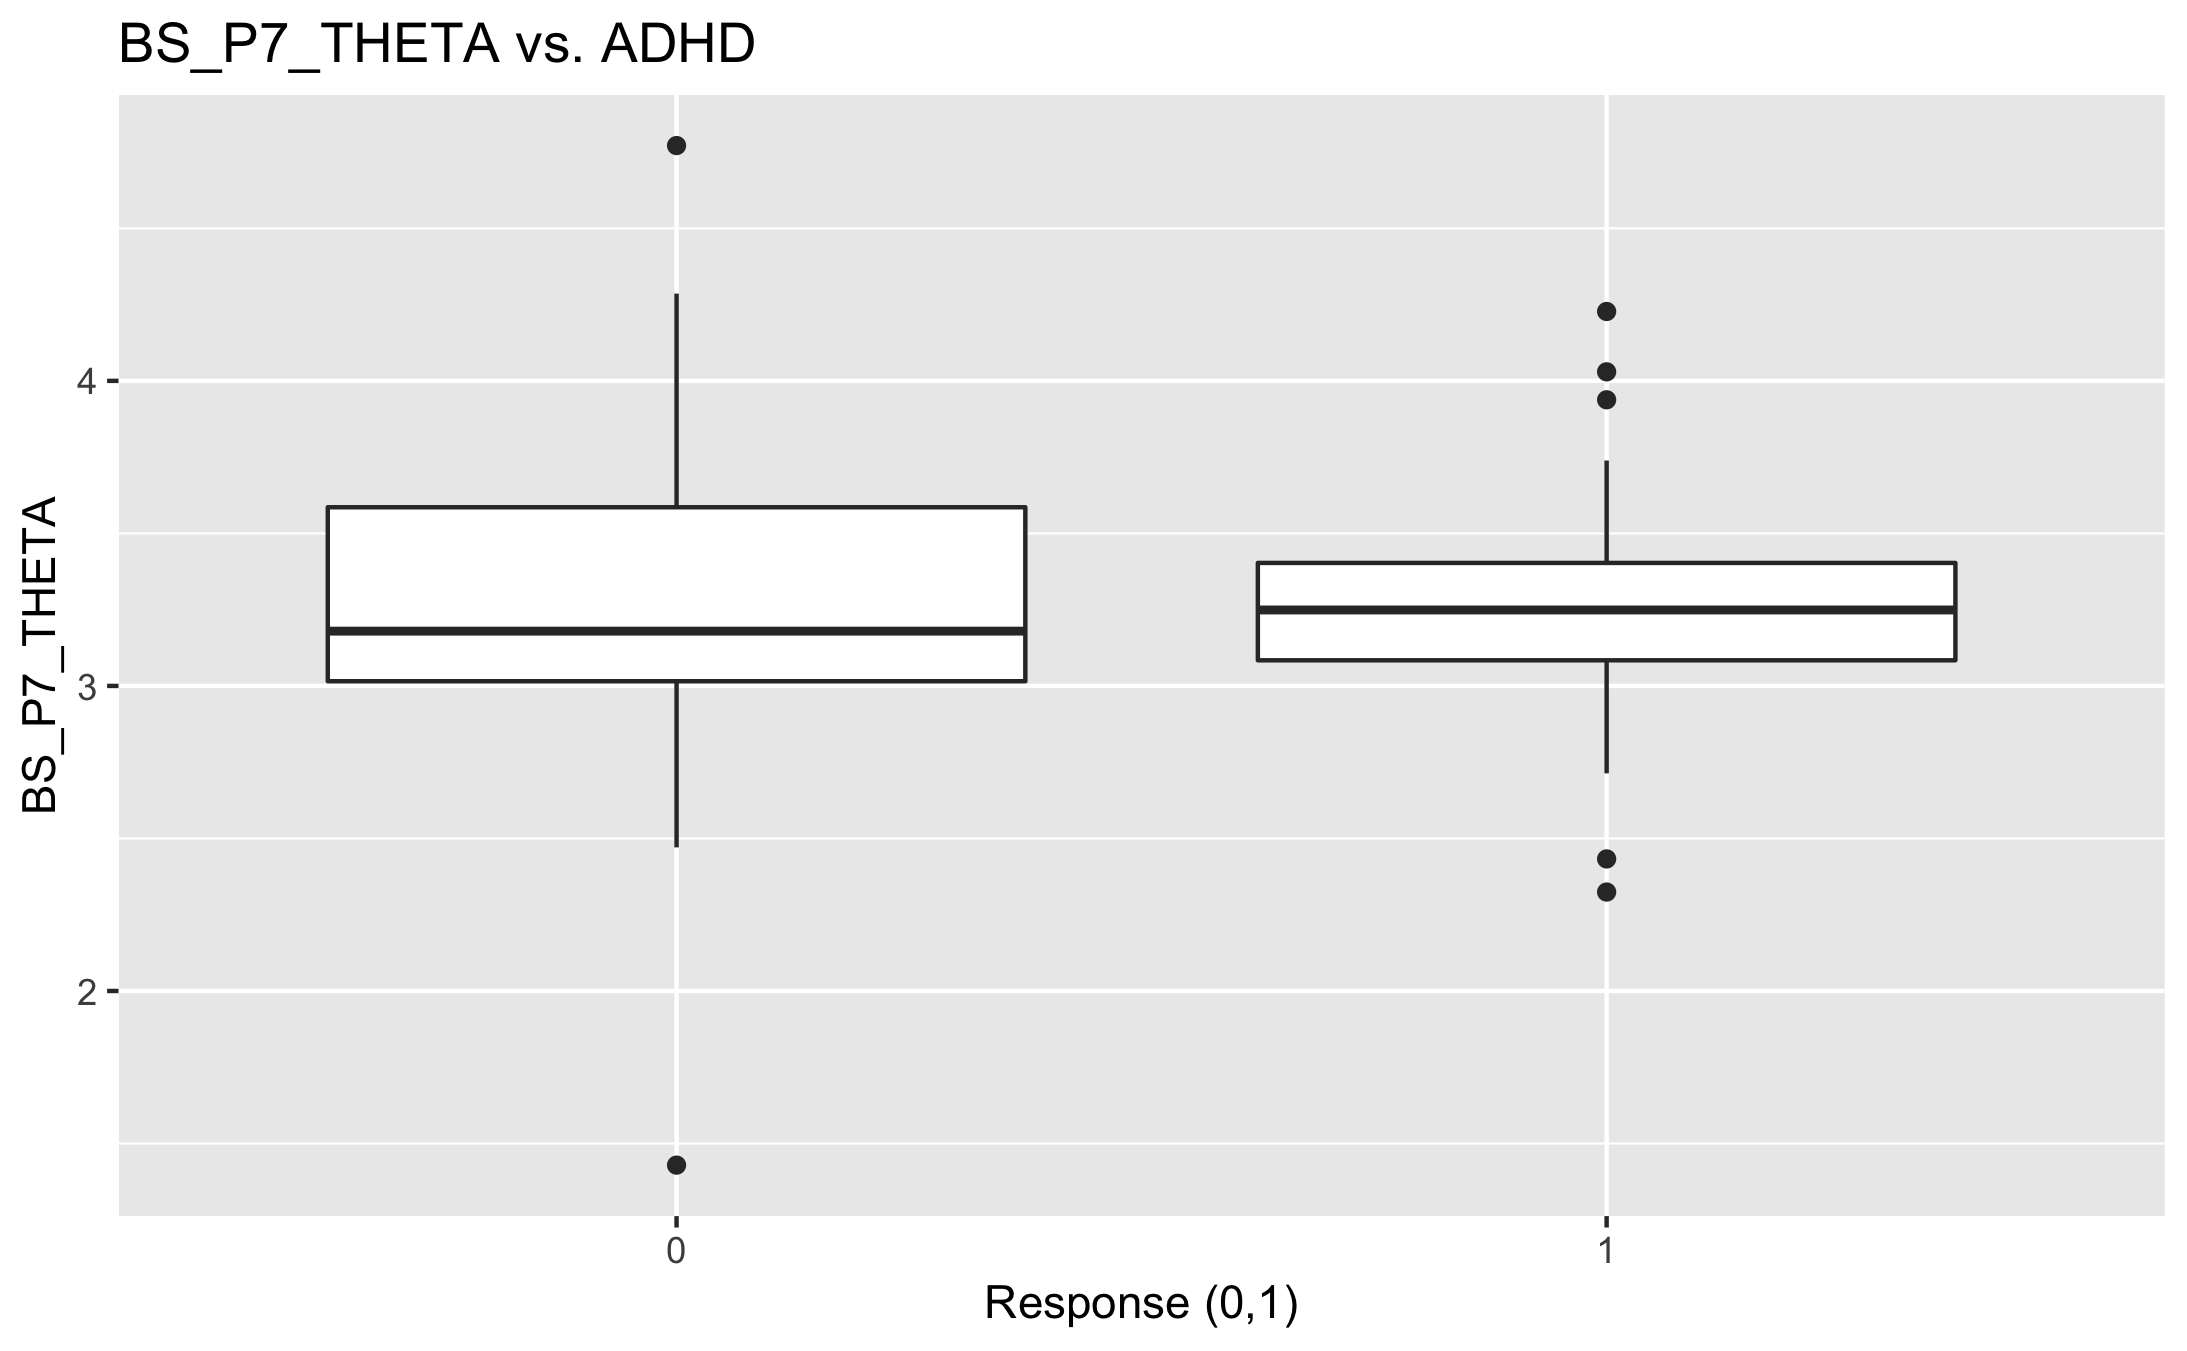 BS_P7_THETA vs. ADHD
BS_P7_THETA
4
3
2
0
1
Response (0,1)